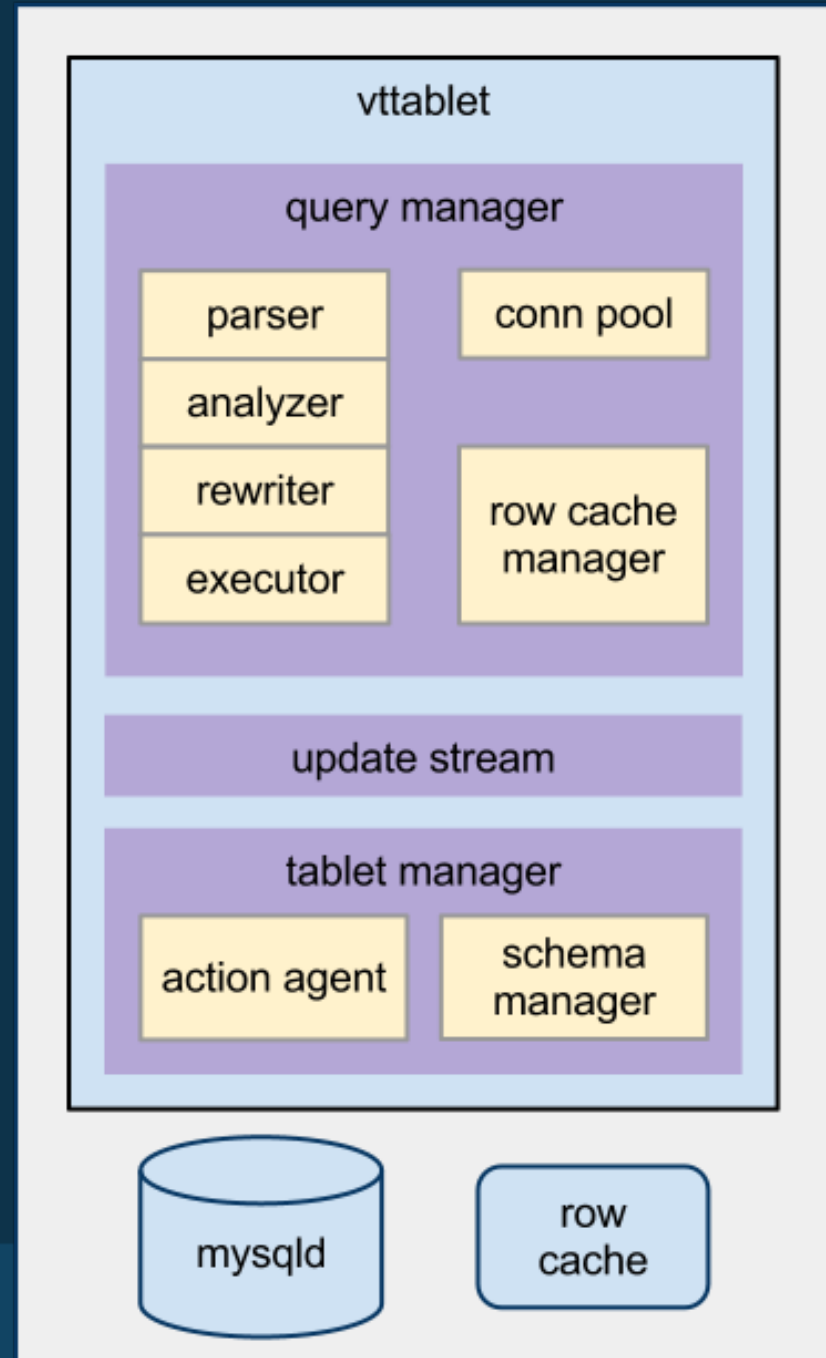 vttablet
query manager
parser
conn pool
analyzer
rewriter
row cache
manager
executor
update stream
tablet manager
action agent
schema
manager
mysqld
row
cache